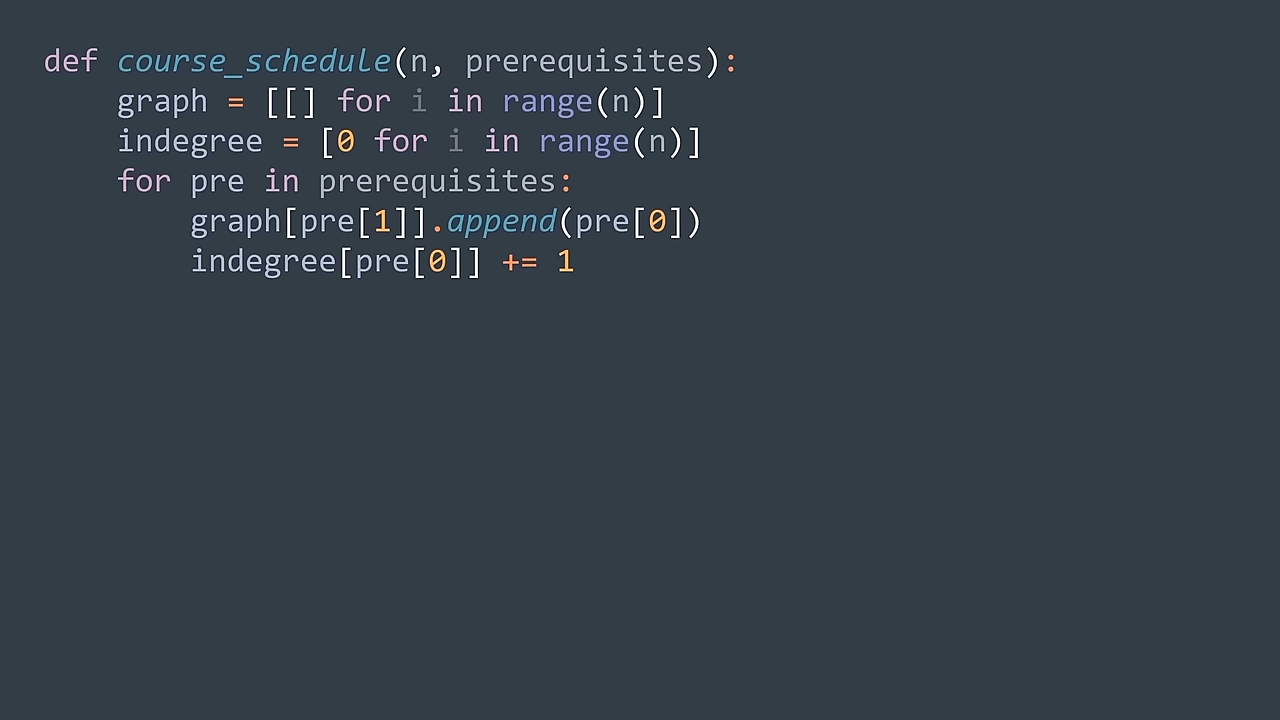 def course_schedule(n, prerequisites):
    graph = [[] for i in range(n)]
    indegree = [0 for i in range(n)]
    for pre in prerequisites:
        graph[pre[1]].append(pre[0])
        indegree[pre[0]] += 1